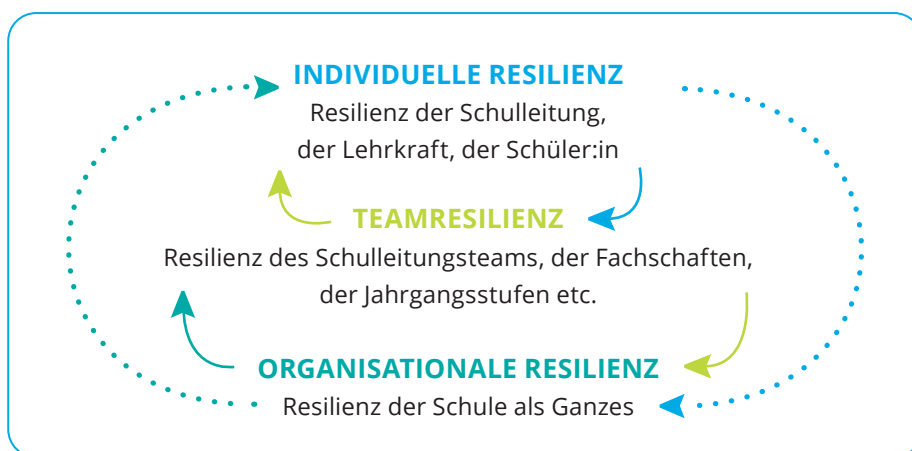 INDIVIDUELLE RESILIENZ
Resilienz der Schulleitung,
der Lehrkraft, der Schüler:in
TEAMRESILIENZ
Resilienz des Schulleitungsteams, der Fachschaften,
der Jahrgangsstufen etc.
ORGANISATIONALE RESILIENZ
Resilienz der Schule als Ganzes